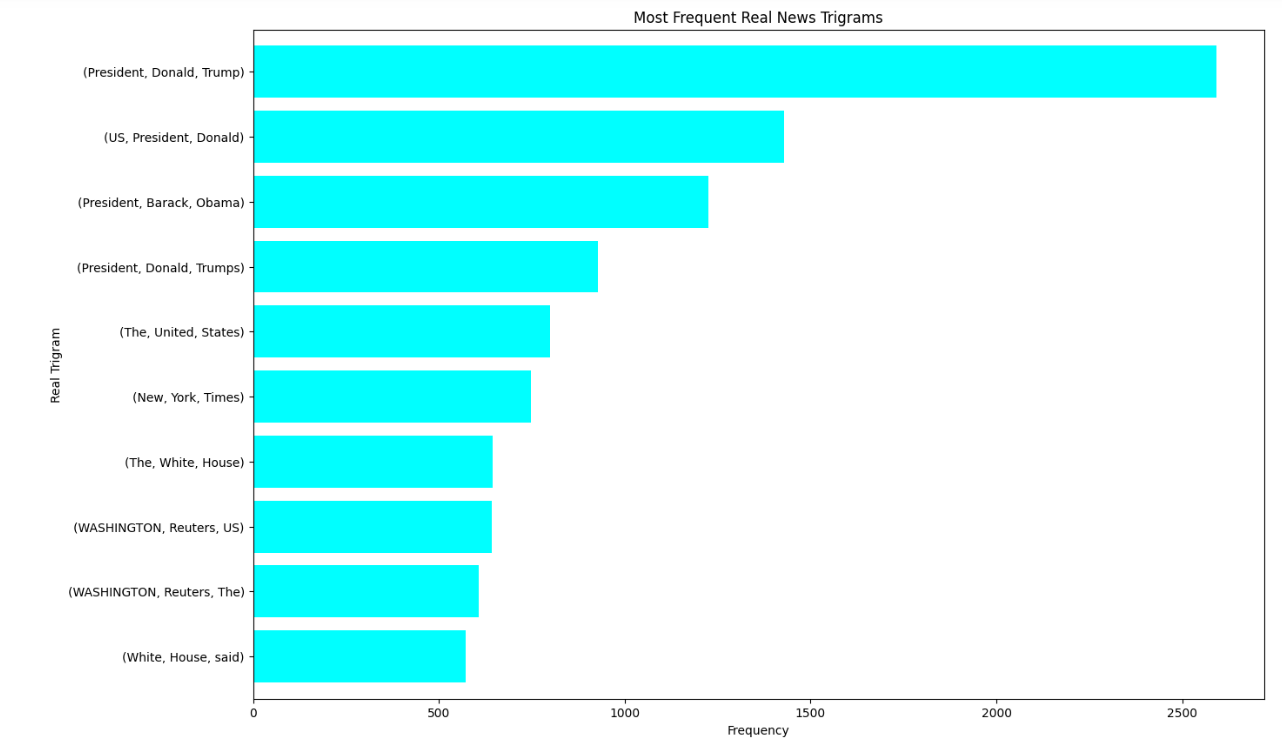 Most Frequent Real News Trigrams
(President, Donald, Trump)
(US, President, Donald)
(President, Barack, Obama)
(President, Donald, Trumps)
(The, United, States)
(New, York, Times)
(The, White, House)
(WASHINGTON, Reuters, US)
(WASHINGTON, Reuters, The)
(White, House, said)
Real Trigram
0 500 1000 1500 2000 2500
Frequency